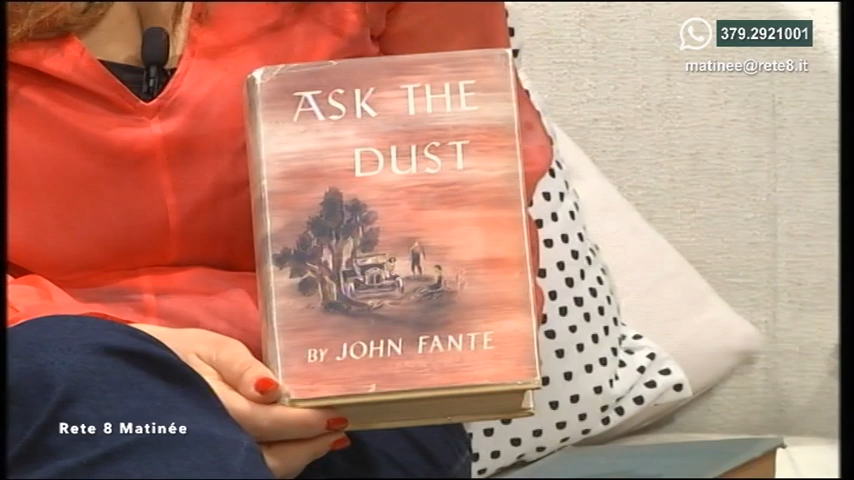 379.2921001
matinee@rete8.it
ASK THE
DUST
BY JOHN FANTE
Rete 8 Matinée